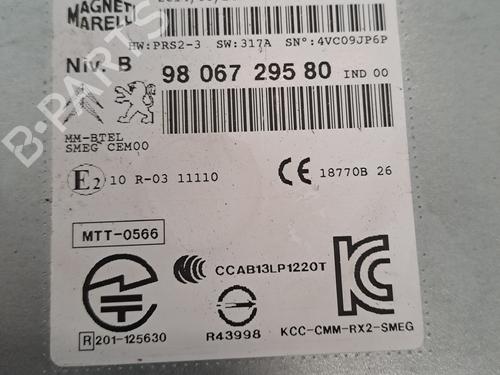 MAGNETI
MARELLI
HW:PRS2-3 SW:317A SN°:4VC09JP6P
Niv. B 98 067 295 80 IND 00
MM-BTEL
SMEG CEM00
E2 10 R-03 11110 CE 18770B 26
MTT-0566
CCAB13LP1220T
R 201-125630 R43998 KCC-CMM-RX2-SMEG
B-PARTS